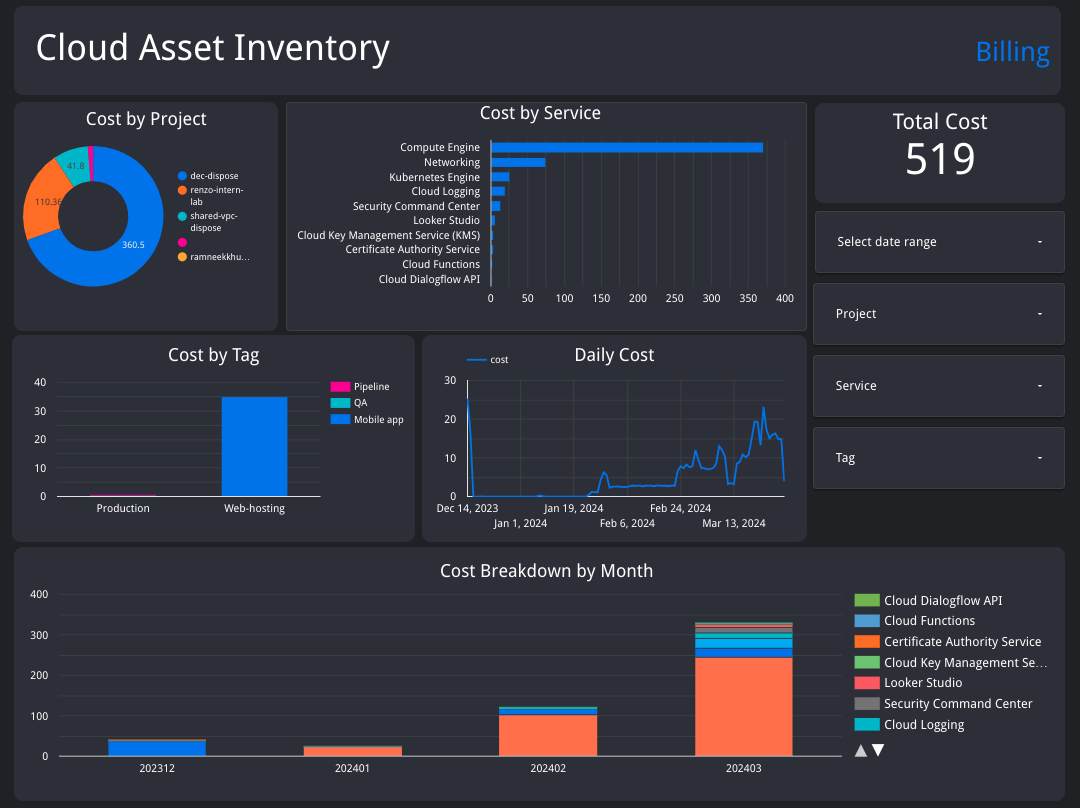 Cloud Asset Inventory
Billing
Cost by Project
41.8
110.36
360.5
dec-dispose
renzo-intern-
lab
shared-vpc-
dispose
ramneekkhu…
Cost by Service
Compute Engine
Networking
Kubernetes Engine
Cloud Logging
Security Command Center
Looker Studio
Cloud Key Management Service (KMS)
Certificate Authority Service
Cloud Functions
Cloud Dialogflow API
0 50 100 150 200 250 300 350 400
Total Cost
519
Select date range
Project
Service
Tag
Cost by Tag
40
30
20
10
0
Production Web-hosting
Pipeline
QA
Mobile app
Daily Cost
cost
30
20
10
0
Dec 14, 2023 Jan 19, 2024 Feb 24, 2024
Jan 1, 2024 Feb 6, 2024 Mar 13, 2024
Cost Breakdown by Month
400
300
200
100
0
202312 202401 202402 202403
Cloud Dialogflow API
Cloud Functions
Certificate Authority Service
Cloud Key Management Se…
Looker Studio
Security Command Center
Cloud Logging